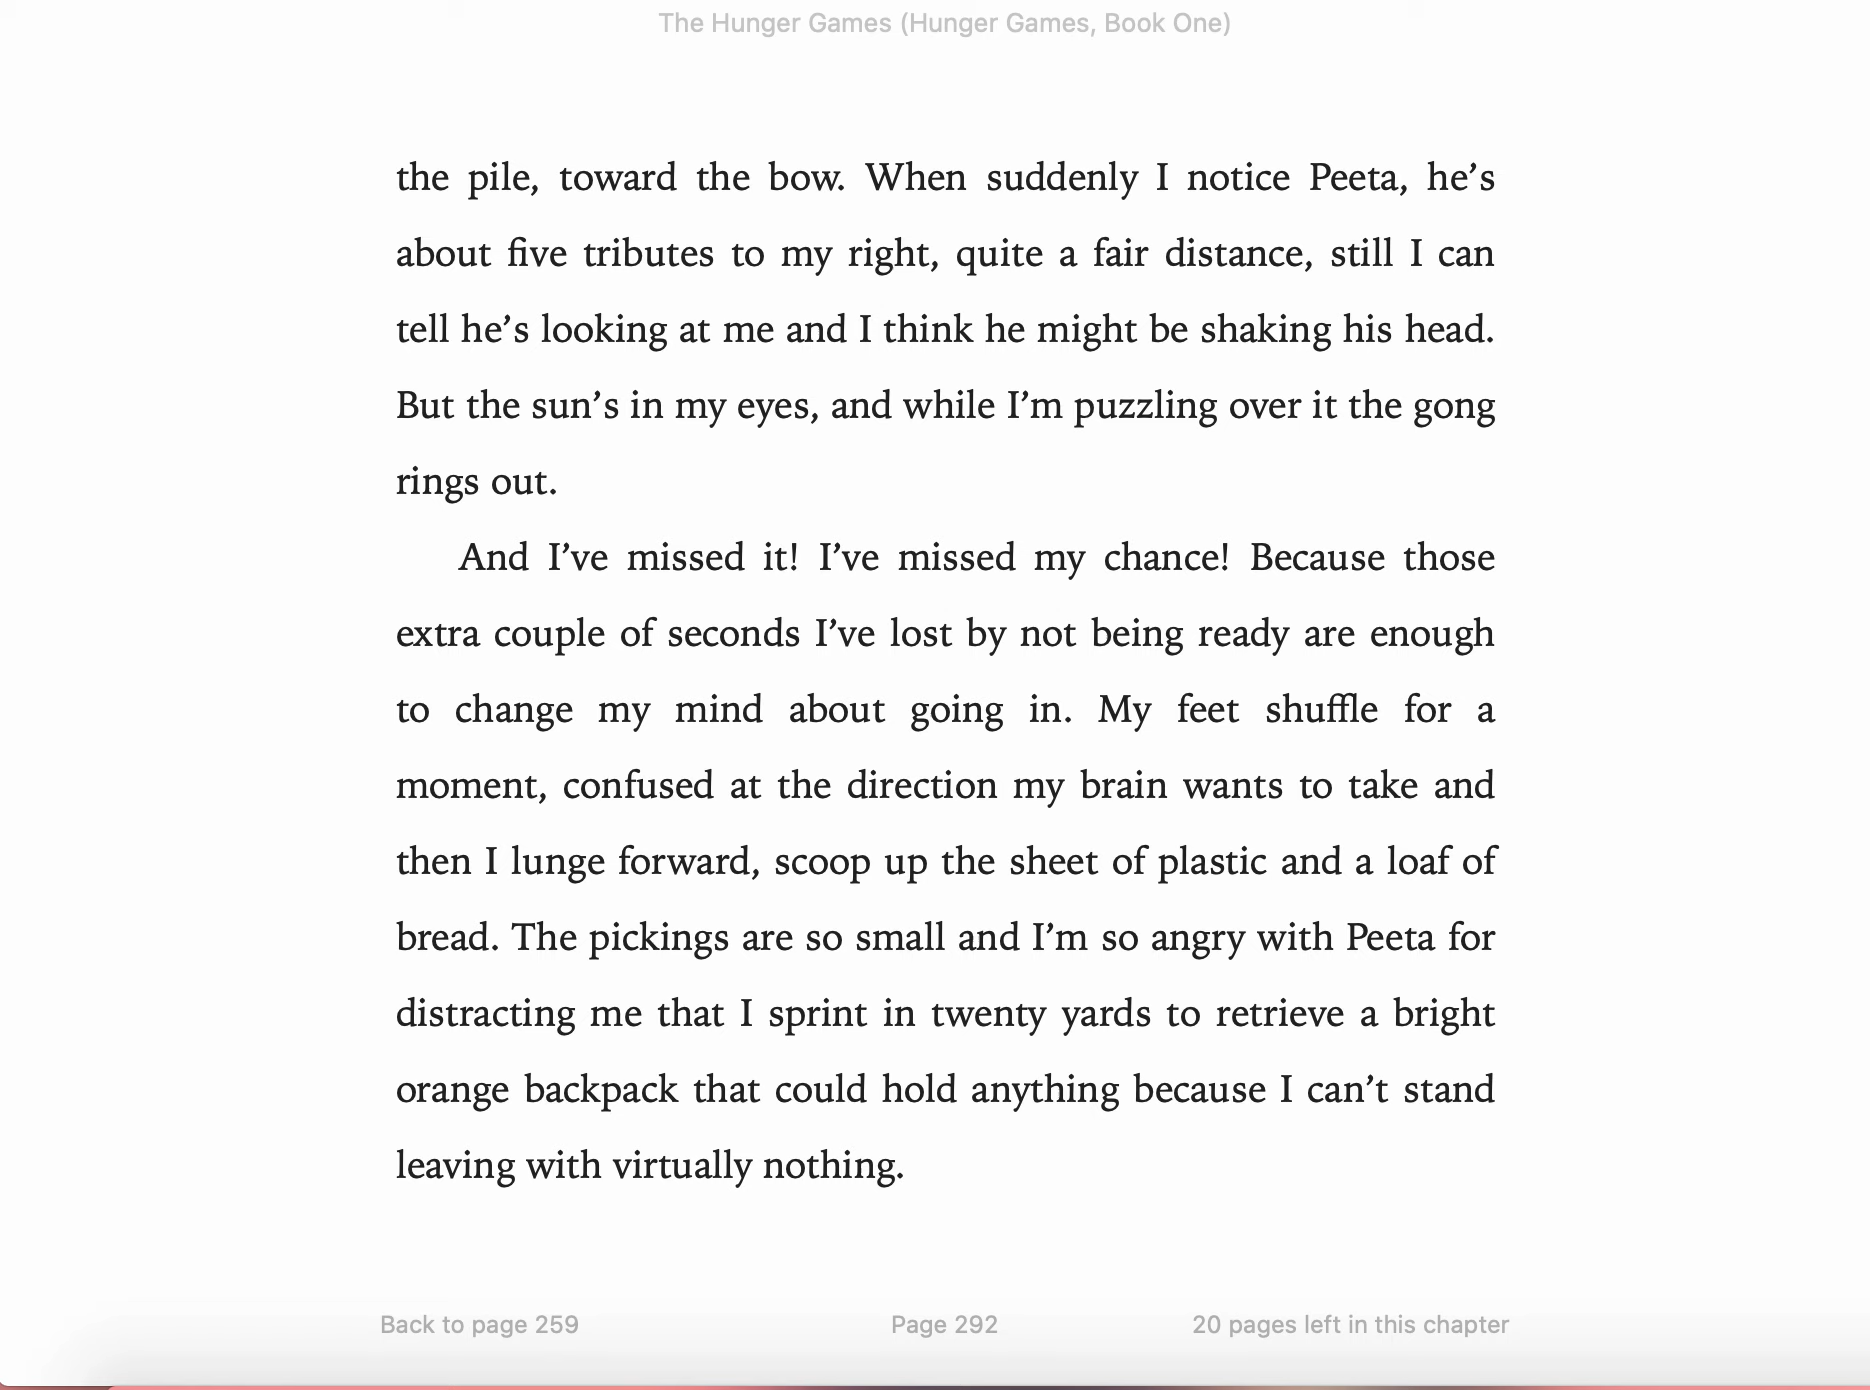 The Hunger Games (Hunger Games, Book One)
the pile, toward the bow. When suddenly I notice Peeta, he’s
about five tributes to my right, quite a fair distance, still I can
tell he’s looking at me and I think he might be shaking his head.
But the sun’s in my eyes, and while I’m puzzling over it the gong
rings out.
And I’ve missed it! I’ve missed my chance! Because those
extra couple of seconds I’ve lost by not being ready are enough
to change my mind about going in. My feet shuffle for a
moment, confused at the direction my brain wants to take and
then I lunge forward, scoop up the sheet of plastic and a loaf of
bread. The pickings are so small and I’m so angry with Peeta for
distracting me that I sprint in twenty yards to retrieve a bright
orange backpack that could hold anything because I can’t stand
leaving with virtually nothing.
Back to page 259 Page 292 20 pages left in this chapter